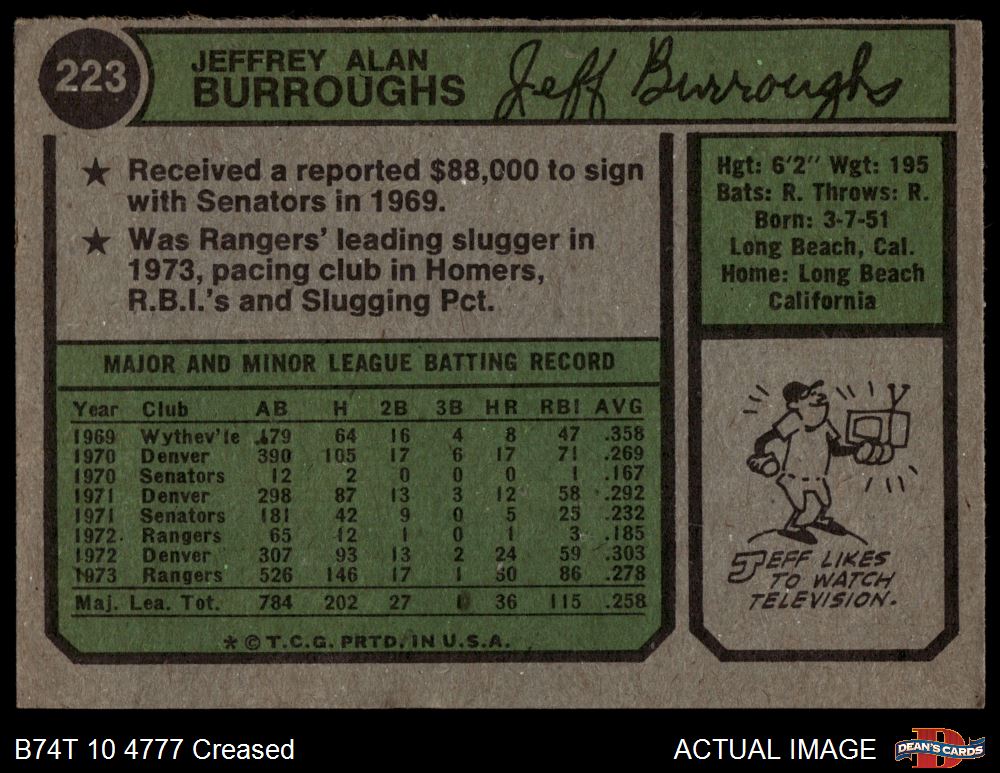 223
JEFFREY ALAN
BURROUGHS
Jeff Burroughs
★ Received a reported $88,000 to sign
with Senators in 1969.
★ Was Rangers' leading slugger in
1973, pacing club in Homers,
R.B.I.'s and Slugging Pct.
Hgt: 6'2" Wgt: 195
Bats: R. Throws: R.
Born: 3-7-51
Long Beach, Cal.
Home: Long Beach
California
MAJOR AND MINOR LEAGUE BATTING RECORD
Year Club AB H 2B 3B HR RBI AVG
1969 Wythev'le 179 64 16 4 8 47 .358
1970 Denver 390 105 17 6 17 71 .269
1970 Senators 12 2 0 0 0 1 .167
1971 Denver 298 87 13 3 12 58 .292
1971 Senators 181 42 9 0 5 25 .232
1972 Rangers 65 12 1 0 1 3 .185
1972 Denver 307 93 13 2 24 59 .303
1973 Rangers 526 146 17 1 30 86 .278
Maj. Lea. Tot. 784 202 27 1 36 115 .258
* © T.C.G. PRTD. IN U.S.A.
JEFF LIKES
TO WATCH
TELEVISION.
B74T 10 4777 Creased
ACTUAL IMAGE
DEAN'S CARDS